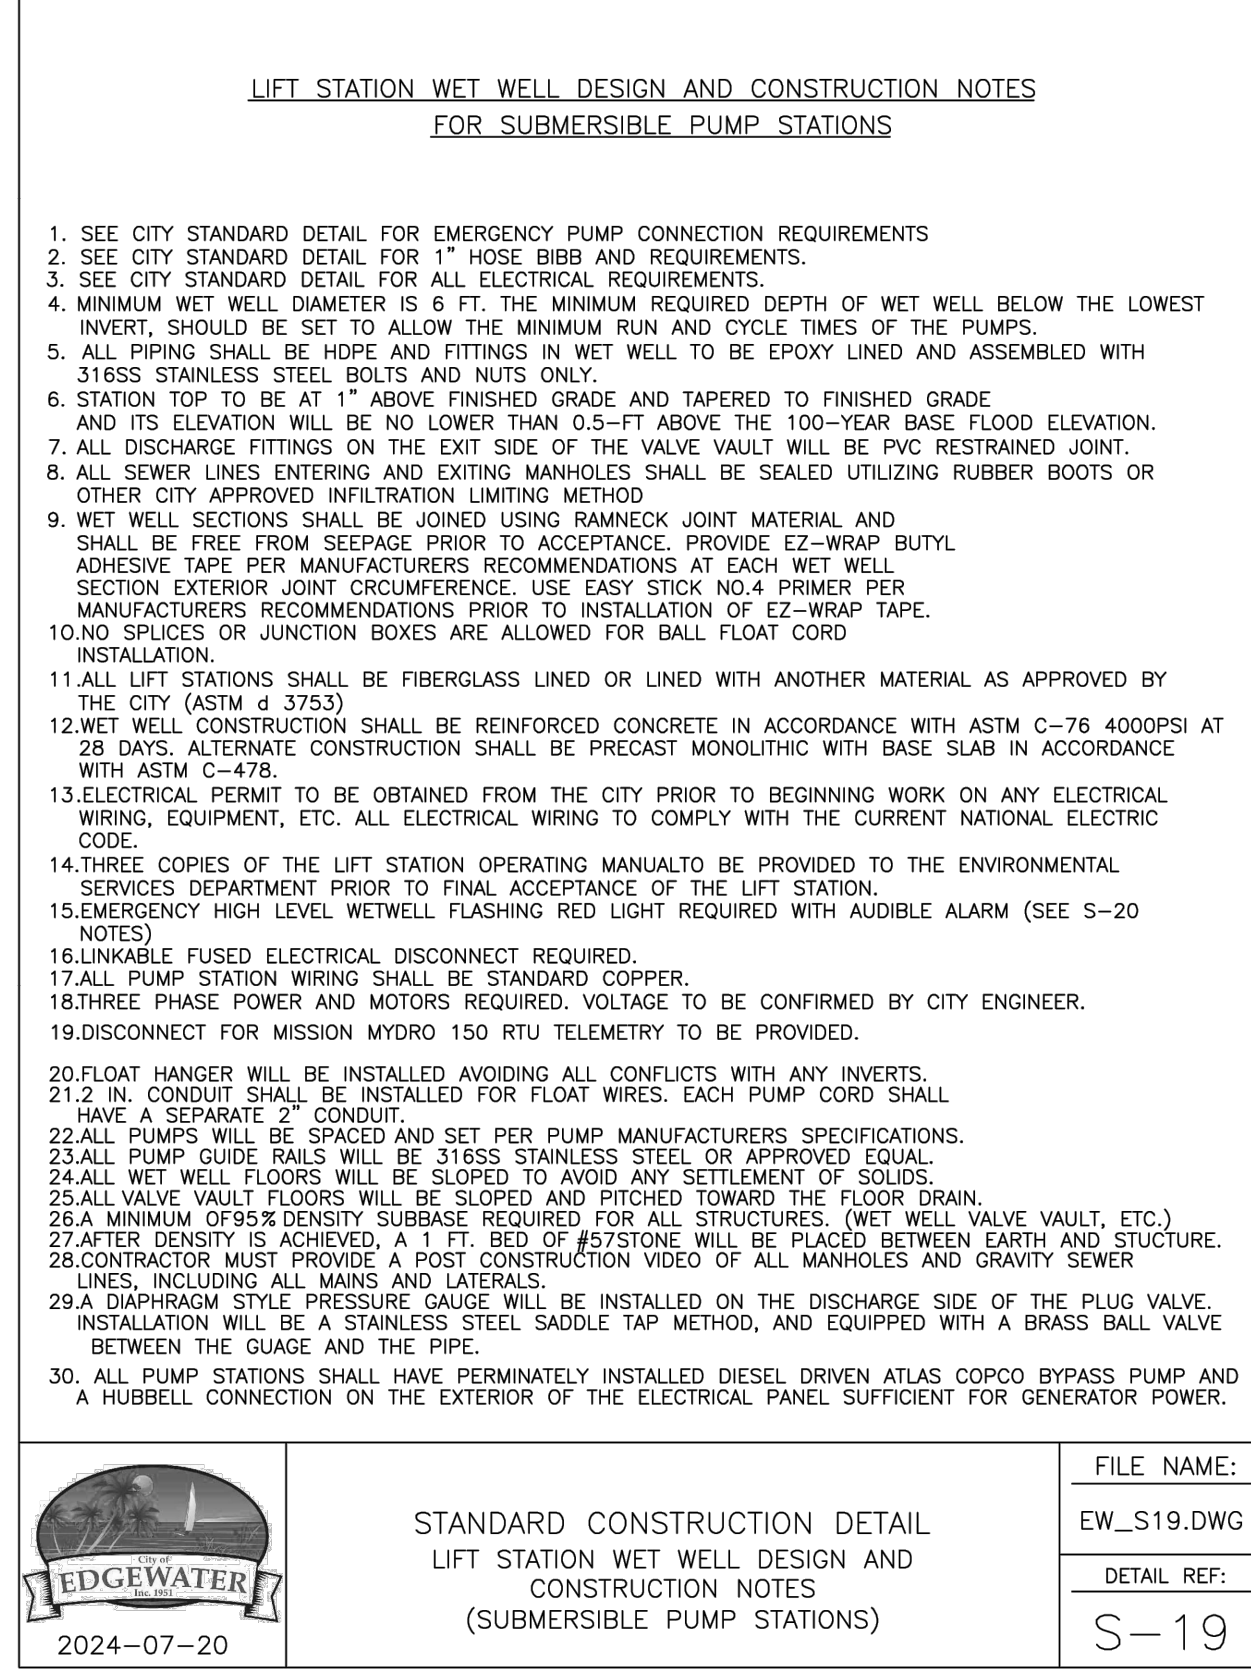 LIFT STATION WET WELL DESIGN AND CONSTRUCTION NOTES
FOR SUBMERSIBLE PUMP STATIONS
1. SEE CITY STANDARD DETAIL FOR EMERGENCY PUMP CONNECTION REQUIREMENTS
2. SEE CITY STANDARD DETAIL FOR 1" HOSE BIBB AND REQUIREMENTS.
3. SEE CITY STANDARD DETAIL FOR ALL ELECTRICAL REQUIREMENTS.
4. MINIMUM WET WELL DIAMETER IS 6 FT. THE MINIMUM REQUIRED DEPTH OF WET WELL BELOW THE LOWEST
INVERT, SHOULD BE SET TO ALLOW THE MINIMUM RUN AND CYCLE TIMES OF THE PUMPS.
5. ALL PIPING SHALL BE HDPE AND FITTINGS IN WET WELL TO BE EPOXY LINED AND ASSEMBLED WITH
316SS STAINLESS STEEL BOLTS AND NUTS ONLY.
6. STATION TOP TO BE AT 1" ABOVE FINISHED GRADE AND TAPERED TO FINISHED GRADE
AND ITS ELEVATION WILL BE NO LOWER THAN 0.5-FT ABOVE THE 100-YEAR BASE FLOOD ELEVATION.
7. ALL DISCHARGE FITTINGS ON THE EXIT SIDE OF THE VALVE VAULT WILL BE PVC RESTRAINED JOINT.
8. ALL SEWER LINES ENTERING AND EXITING MANHOLES SHALL BE SEALED UTILIZING RUBBER BOOTS OR
OTHER CITY APPROVED INFILTRATION LIMITING METHOD
9. WET WELL SECTIONS SHALL BE JOINED USING RAMNECK JOINT MATERIAL AND
SHALL BE FREE FROM SEEPAGE PRIOR TO ACCEPTANCE. PROVIDE EZ-WRAP BUTYL
ADHESIVE TAPE PER MANUFACTURERS RECOMMENDATIONS AT EACH WET WELL
SECTION EXTERIOR JOINT CRCUMFERENCE. USE EASY STICK NO.4 PRIMER PER
MANUFACTURERS RECOMMENDATIONS PRIOR TO INSTALLATION OF EZ-WRAP TAPE.
10.NO SPLICES OR JUNCTION BOXES ARE ALLOWED FOR BALL FLOAT CORD
INSTALLATION.
11.ALL LIFT STATIONS SHALL BE FIBERGLASS LINED OR LINED WITH ANOTHER MATERIAL AS APPROVED BY
THE CITY (ASTM d 3753)
12.WET WELL CONSTRUCTION SHALL BE REINFORCED CONCRETE IN ACCORDANCE WITH ASTM C-76 4000PSI AT
28 DAYS. ALTERNATE CONSTRUCTION SHALL BE PRECAST MONOLITHIC WITH BASE SLAB IN ACCORDANCE
WITH ASTM C-478.
13.ELECTRICAL PERMIT TO BE OBTAINED FROM THE CITY PRIOR TO BEGINNING WORK ON ANY ELECTRICAL
WIRING, EQUIPMENT, ETC. ALL ELECTRICAL WIRING TO COMPLY WITH THE CURRENT NATIONAL ELECTRIC
CODE.
14.THREE COPIES OF THE LIFT STATION OPERATING MANUALTO BE PROVIDED TO THE ENVIRONMENTAL
SERVICES DEPARTMENT PRIOR TO FINAL ACCEPTANCE OF THE LIFT STATION.
15.EMERGENCY HIGH LEVEL WETWELL FLASHING RED LIGHT REQUIRED WITH AUDIBLE ALARM (SEE S-20
NOTES)
16.LINKABLE FUSED ELECTRICAL DISCONNECT REQUIRED.
17.ALL PUMP STATION WIRING SHALL BE STANDARD COPPER.
18.THREE PHASE POWER AND MOTORS REQUIRED. VOLTAGE TO BE CONFIRMED BY CITY ENGINEER.
19.DISCONNECT FOR MISSION MYDRO 150 RTU TELEMETRY TO BE PROVIDED.
20.FLOAT HANGER WILL BE INSTALLED AVOIDING ALL CONFLICTS WITH ANY INVERTS.
21.2 IN. CONDUIT SHALL BE INSTALLED FOR FLOAT WIRES. EACH PUMP CORD SHALL
HAVE A SEPARATE 2" CONDUIT.
22.ALL PUMPS WILL BE SPACED AND SET PER PUMP MANUFACTURERS SPECIFICATIONS.
23.ALL PUMP GUIDE RAILS WILL BE 316SS STAINLESS STEEL OR APPROVED EQUAL.
24.ALL WET WELL FLOORS WILL BE SLOPED TO AVOID ANY SETTLEMENT OF SOLIDS.
25.ALL VALVE VAULT FLOORS WILL BE SLOPED AND PITCHED TOWARD THE FLOOR DRAIN.
26.A MINIMUM OF95% DENSITY SUBBASE REQUIRED FOR ALL STRUCTURES. (WET WELL VALVE VAULT, ETC.)
27.AFTER DENSITY IS ACHIEVED, A 1 FT. BED OF #57STONE WILL BE PLACED BETWEEN EARTH AND STUCTURE.
28.CONTRACTOR MUST PROVIDE A POST CONSTRUCTION VIDEO OF ALL MANHOLES AND GRAVITY SEWER
LINES, INCLUDING ALL MAINS AND LATERALS.
29.A DIAPHRAGM STYLE PRESSURE GAUGE WILL BE INSTALLED ON THE DISCHARGE SIDE OF THE PLUG VALVE.
INSTALLATION WILL BE A STAINLESS STEEL SADDLE TAP METHOD, AND EQUIPPED WITH A BRASS BALL VALVE
BETWEEN THE GUAGE AND THE PIPE.
30. ALL PUMP STATIONS SHALL HAVE PERMINATELY INSTALLED DIESEL DRIVEN ATLAS COPCO BYPASS PUMP AND
A HUBBELL CONNECTION ON THE EXTERIOR OF THE ELECTRICAL PANEL SUFFICIENT FOR GENERATOR POWER.
City of
EDGEWATER
Inc. 1951
2024-07-20
STANDARD CONSTRUCTION DETAIL
LIFT STATION WET WELL DESIGN AND
CONSTRUCTION NOTES
(SUBMERSIBLE PUMP STATIONS)
FILE NAME:
EW_S19.DWG
DETAIL REF:
S-19